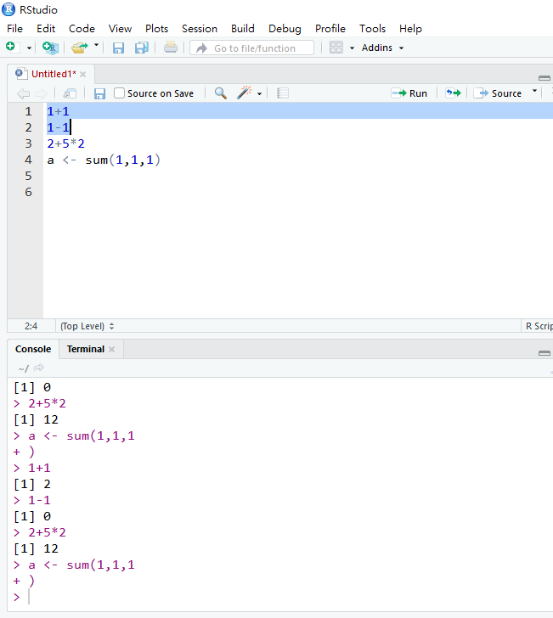 RStudio
File Edit Code View Plots Session Build Debug Profile Tools Help
Go to file/function Addins
Untitled1* ×
Source on Save Run Source
1 1+1
2 1-1
3 2+5*2
4 a <- sum(1,1,1)
5
6
2:4 (Top Level) R Scrip
Console Terminal ×
~/
[1] 0
> 2+5*2
[1] 12
> a <- sum(1,1,1
+ )
> 1+1
[1] 2
> 1-1
[1] 0
> 2+5*2
[1] 12
> a <- sum(1,1,1
+ )
>